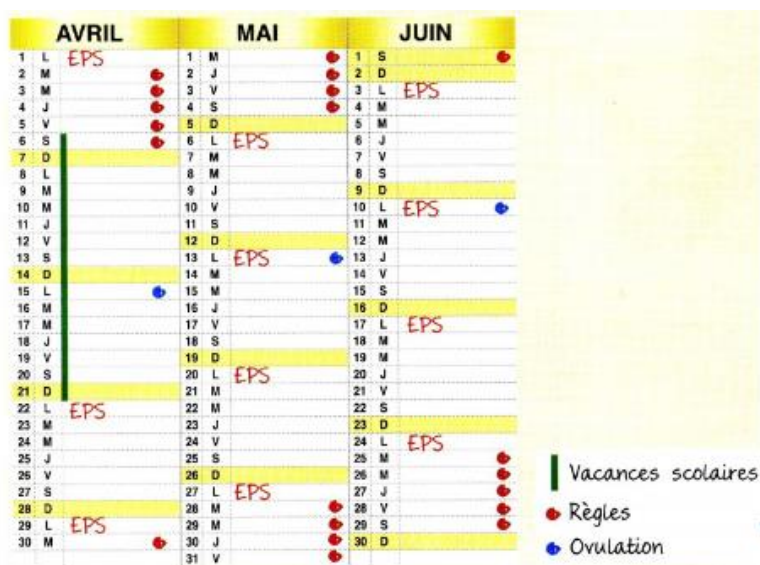 AVRIL MAI JUIN
1 L EPS 1 M 1 S
2 M 2 J 2 D
3 M 3 V 3 L EPS
4 J 4 S 4 M
5 V 5 D 5 M
6 S 6 L EPS 6 J
7 D 7 M 7 V
8 L 8 M 8 S
9 M 9 J 9 D
10 M 10 V 10 L EPS
11 J 11 S 11 M
12 V 12 D 12 M
13 S 13 L EPS 13 J
14 D 14 M 14 V
15 L 15 M 15 S
16 M 16 J 16 D
17 M 17 V 17 L EPS
18 J 18 S 18 M
19 V 19 D 19 M
20 S 20 L EPS 20 J
21 D 21 M 21 V
22 L EPS 22 M 22 S
23 M 23 J 23 D
24 M 24 V 24 L EPS
25 J 25 S 25 M
26 V 26 D 26 M
27 S 27 L EPS 27 J
28 D 28 M 28 V
29 L EPS 29 M 29 S
30 M 30 J 30 D
31 V
Vacances scolaires
Règles
Ovulation